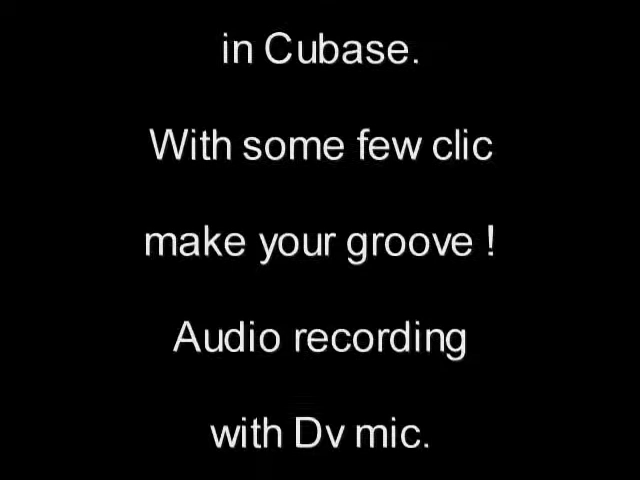 in Cubase.
With some few clic
make your groove !
Audio recording
with Dv mic.